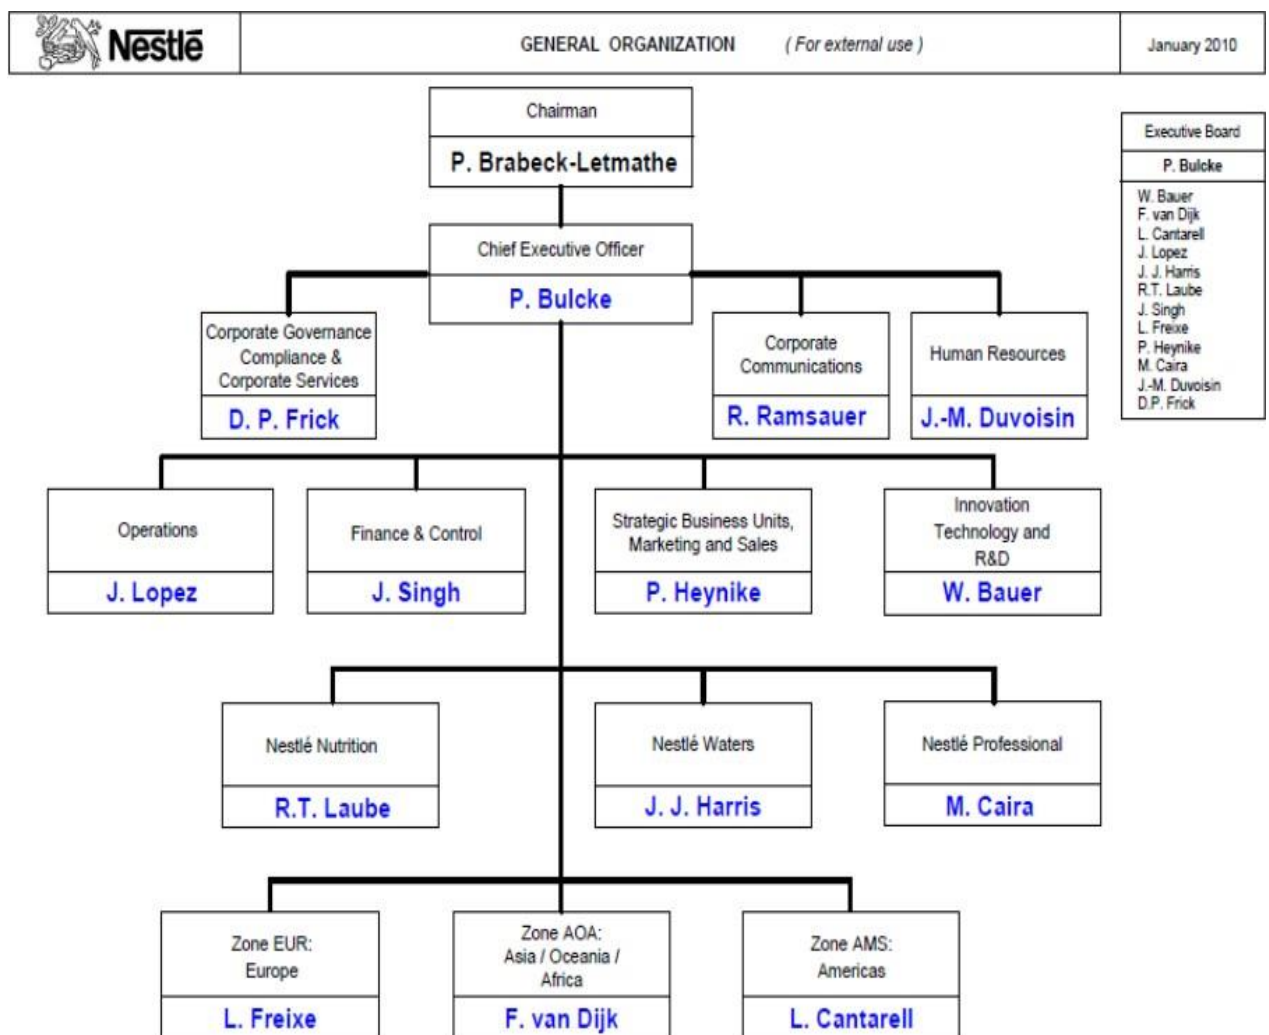 Nestlé
GENERAL ORGANIZATION ( For external use )
January 2010
Chairman
P. Brabeck-Letmathe
Executive Board
P. Bulcke
W. Bauer
F. van Dijk
L. Cantarell
J. Lopez
J. J. Harris
R.T. Laube
J. Singh
L. Freixe
P. Heynike
M. Caira
J.-M. Duvoisin
D.P. Frick
Chief Executive Officer
P. Bulcke
Corporate Governance
Compliance &
Corporate Services
D. P. Frick
Corporate
Communications
R. Ramsauer
Human Resources
J.-M. Duvoisin
Operations
J. Lopez
Finance & Control
J. Singh
Strategic Business Units,
Marketing and Sales
P. Heynike
Innovation
Technology and
R&D
W. Bauer
Nestlé Nutrition
R.T. Laube
Nestlé Waters
J. J. Harris
Nestlé Professional
M. Caira
Zone EUR:
Europe
L. Freixe
Zone AOA:
Asia / Oceania /
Africa
F. van Dijk
Zone AMS:
Americas
L. Cantarell